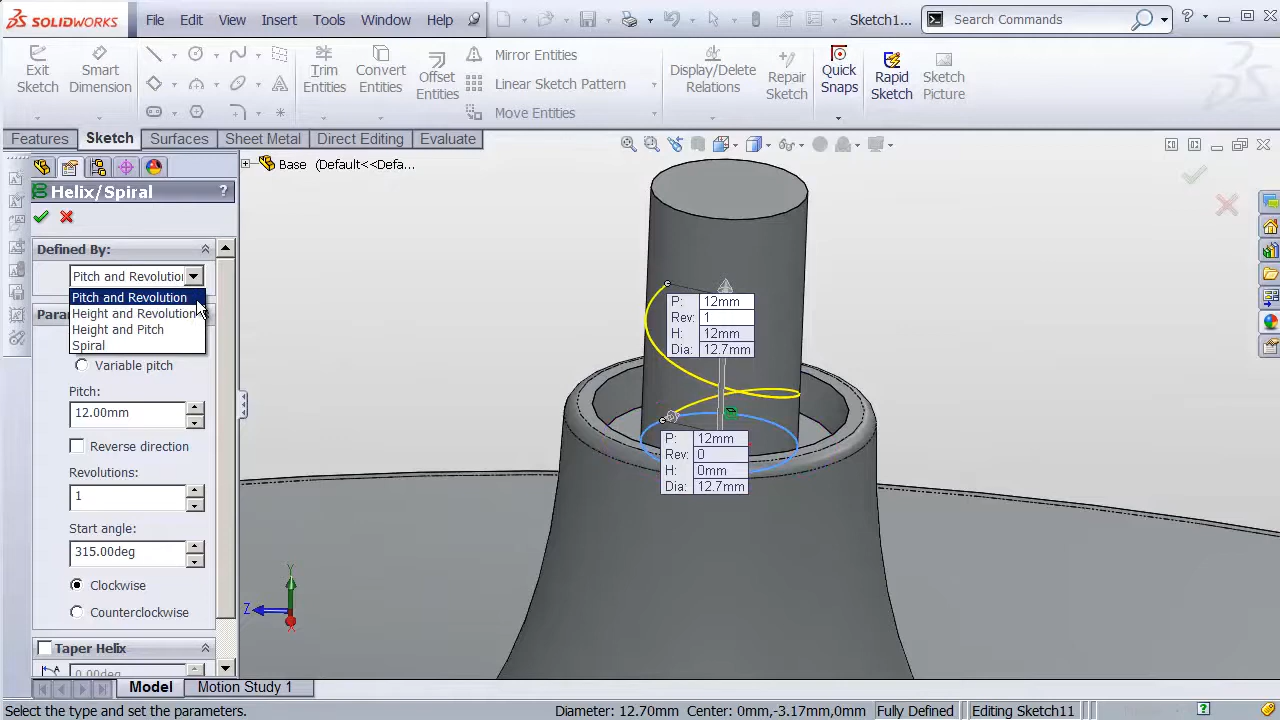 SOLIDWORKS
File Edit View Insert Tools Window Help
Sketch1...
Search Commands
Exit Sketch
Smart Dimension
Trim Entities
Convert Entities
Offset Entities
Mirror Entities
Linear Sketch Pattern
Move Entities
Display/Delete Relations
Repair Sketch
Quick Snaps
Rapid Sketch
Sketch Picture
Features Sketch Surfaces Sheet Metal Direct Editing Evaluate
Base (Default<<Defa...
Helix/Spiral ?
Defined By:
Pitch and Revolution
Pitch and Revolution
Height and Revolution
Height and Pitch
Spiral
Variable pitch
Pitch:
12.00mm
Reverse direction
Revolutions:
1
Start angle:
315.00deg
Clockwise
Counterclockwise
Taper Helix
0.00deg
P: 12mm
Rev: 1
H: 12mm
Dia: 12.7mm
P: 12mm
Rev: 0
H: 0mm
Dia: 12.7mm
Y
Z
X
Model Motion Study 1
Select the type and set the parameters.
Diameter: 12.70mm Center: 0mm,-3.17mm,0mm Fully Defined Editing Sketch11